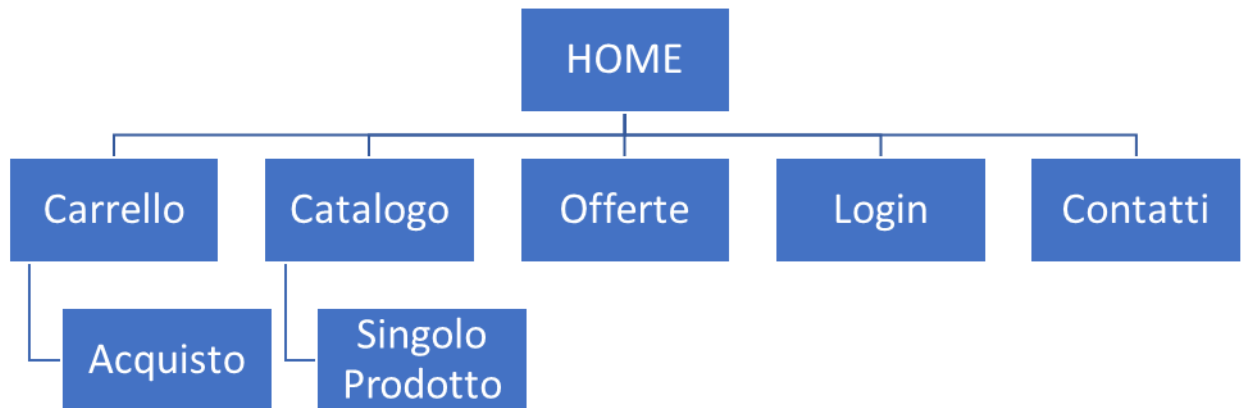 HOME
Carrello
Catalogo
Offerte
Login
Contatti
Acquisto
Singolo
Prodotto